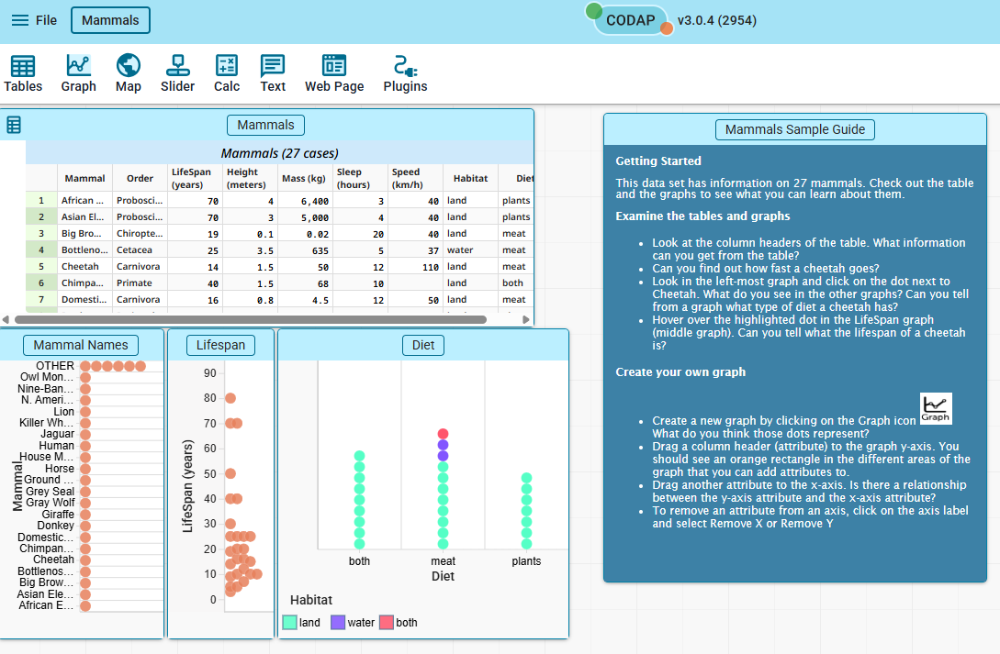 File Mammals CODAP v3.0.4 (2954)
Tables Graph Map Slider Calc Text Web Page Plugins
Mammals
Mammals (27 cases)
Mammal Order LifeSpan (years) Height (meters) Mass (kg) Sleep (hours) Speed (km/h) Habitat Diet
1 African ... Probosci... 70 4 6,400 3 40 land plants
2 Asian El... Probosci... 70 3 5,000 4 40 land plants
3 Big Bro... Chiropte... 19 0.1 0.02 20 40 land meat
4 Bottleno... Cetacea 25 3.5 635 5 37 water meat
5 Cheetah Carnivora 14 1.5 50 12 110 land meat
6 Chimpa... Primate 40 1.5 68 10 land both
7 Domesti... Carnivora 16 0.8 4.5 12 50 land meat
Mammal Names
OTHER
Owl Mon...
Nine-Ban...
N. Ameri...
Lion
Killer Wh...
Jaguar
Human
House M...
Horse
Ground ...
Grey Seal
Gray Wolf
Giraffe
Donkey
Domestic...
Chimpan...
Cheetah
Bottlenos...
Big Brow...
Asian Ele...
African E...
Mammal
Lifespan
90
80
70
60
50
40
30
20
10
0
LifeSpan (years)
Diet
both meat plants
Diet
Habitat
land water both
Mammals Sample Guide
Getting Started
This data set has information on 27 mammals. Check out the table
and the graphs to see what you can learn about them.
Examine the tables and graphs
• Look at the column headers of the table. What information
can you get from the table?
• Can you find out how fast a cheetah goes?
• Look in the left-most graph and click on the dot next to
Cheetah. What do you see in the other graphs? Can you tell
from a graph what type of diet a cheetah has?
• Hover over the highlighted dot in the LifeSpan graph
(middle graph). Can you tell what the lifespan of a cheetah
is?
Create your own graph
• Create a new graph by clicking on the Graph icon Graph
What do you think those dots represent?
• Drag a column header (attribute) to the graph y-axis. You
should see an orange rectangle in the different areas of the
graph that you can add attributes to.
• Drag another attribute to the x-axis. Is there a relationship
between the y-axis attribute and the x-axis attribute?
• To remove an attribute from an axis, click on the axis label
and select Remove X or Remove Y